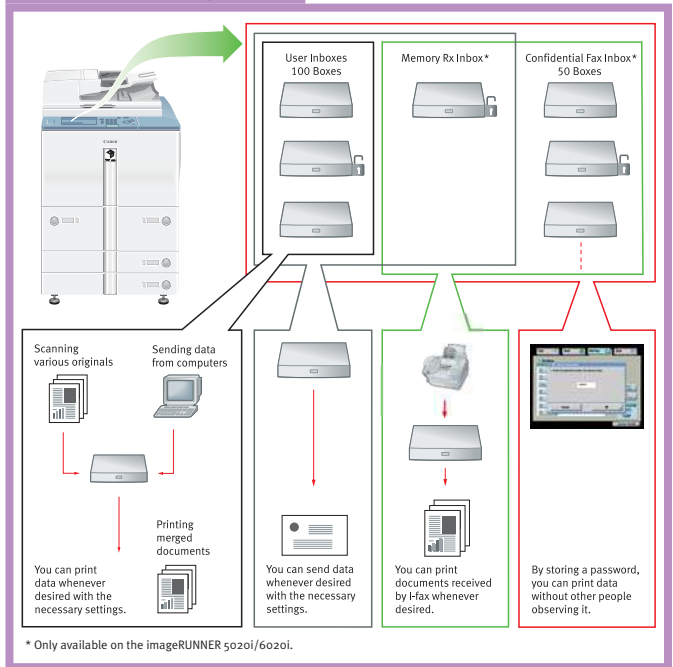 User Inboxes
100 Boxes
Memory Rx Inbox*
Confidential Fax Inbox*
50 Boxes
Canon
Scanning
various originals
Sending data
from computers
Printing
merged
documents
You can print
data whenever
desired with the
necessary settings.
You can send data
whenever desired
with the necessary
settings.
You can print
documents received
by I-fax whenever
desired.
By storing a password,
you can print data
without other people
observing it.
* Only available on the imageRUNNER 5020i/6020i.